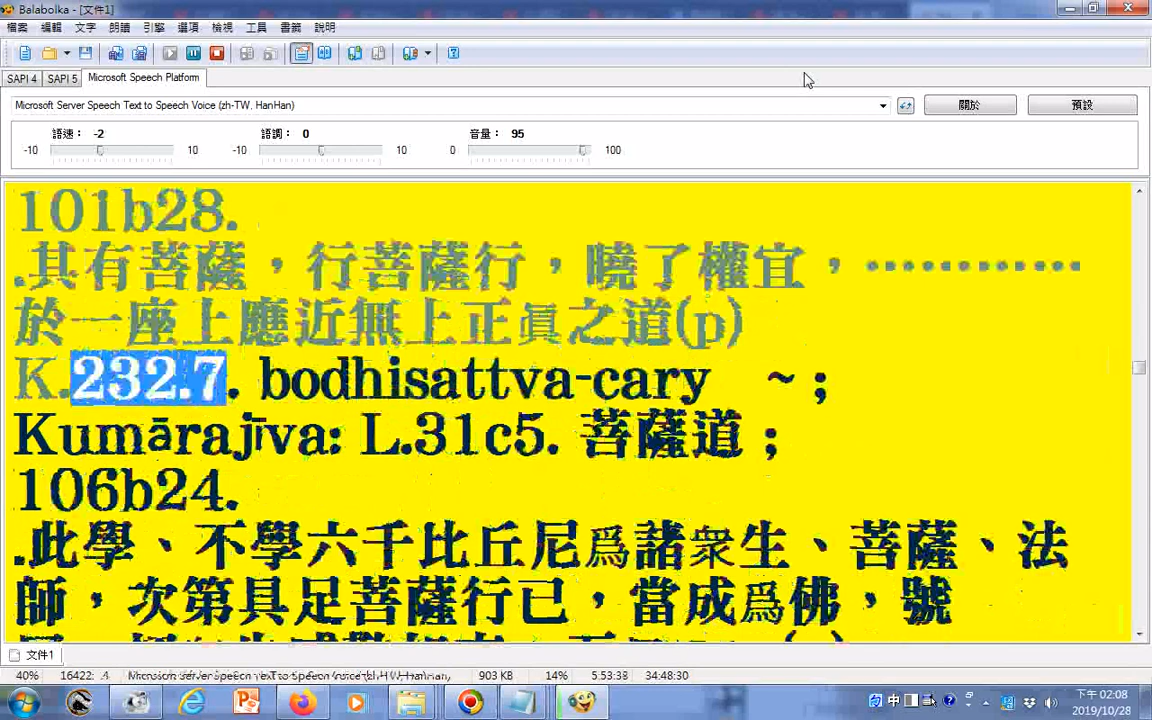 Balabolka - [文件1]
檔案 編輯 文字 朗讀 引擎 選項 檢視 工具 書籤 說明
SAPI 4 SAPI 5 Microsoft Speech Platform
Microsoft Server Speech Text to Speech Voice (zh-TW, HanHan) 關於 預設
語速： -2 語調： 0 音量： 95
-10 10 -10 10 0 100
101b28.
.其有菩薩，行菩薩行，曉了權宜，…………
於一座上應近無上正眞之道(p)
K.232.7. bodhisattva-cary ~；
Kumārajīva: L.31c5. 菩薩道；
106b24.
.此學、不學六千比丘尼爲諸衆生、菩薩、法
師，次第具足菩薩行已，當成爲佛，號
文件1
40% 16422: 903 KB 14% 5:53:38 34:48:30
中
下午 02:08
2019/10/28